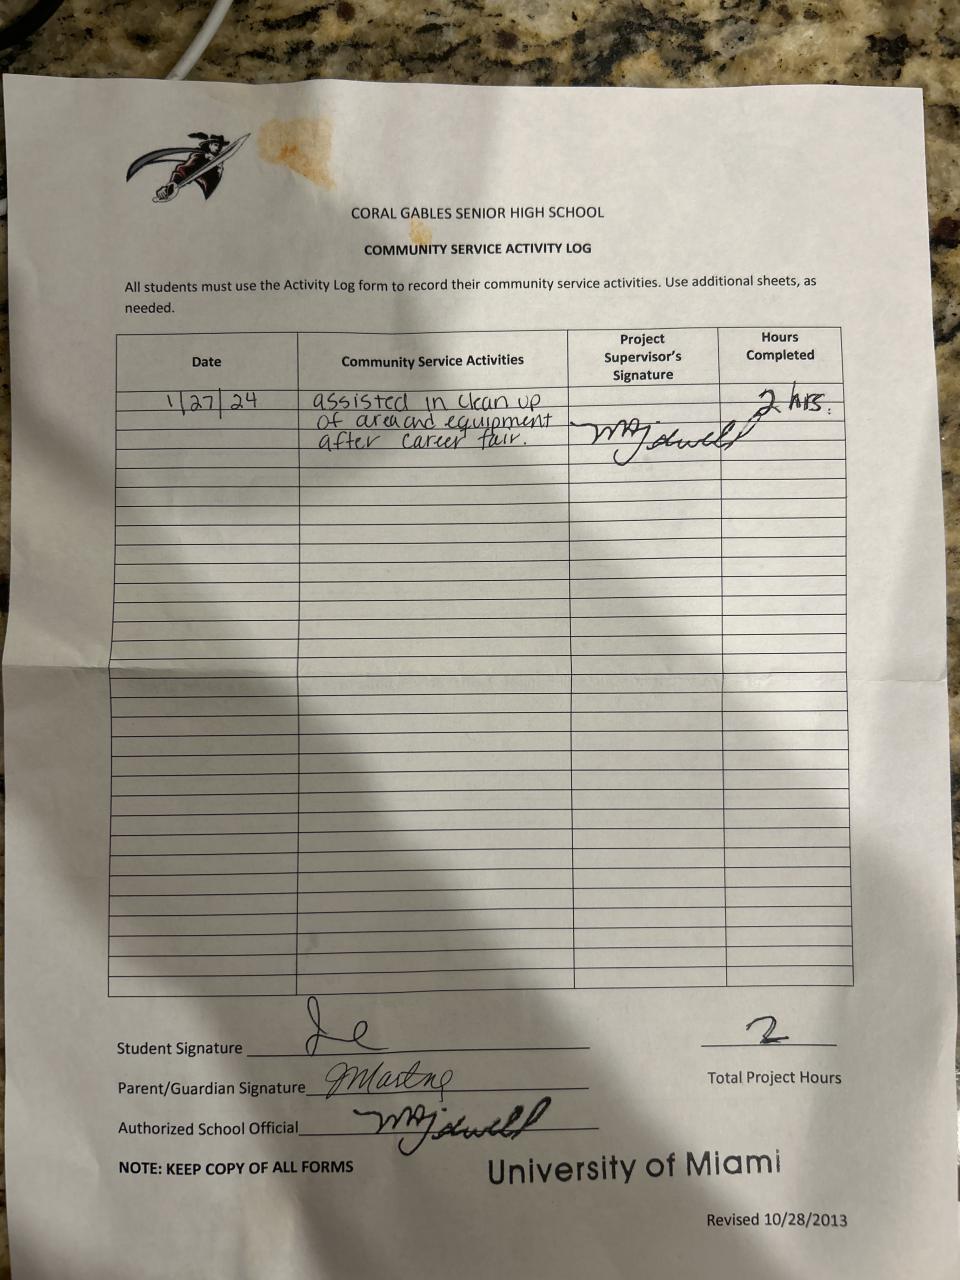 CORAL GABLES SENIOR HIGH SCHOOL
COMMUNITY SERVICE ACTIVITY LOG
All students must use the Activity Log form to record their community service activities. Use additional sheets, as
needed.
Date
Community Service Activities
Project
Supervisor's
Signature
Hours
Completed
1/27/24
assisted in clean up
of area and equipment
after career fair.
2 hrs.
Student Signature
2
Total Project Hours
Parent/Guardian Signature
Authorized School Official
NOTE: KEEP COPY OF ALL FORMS
University of Miami
Revised 10/28/2013